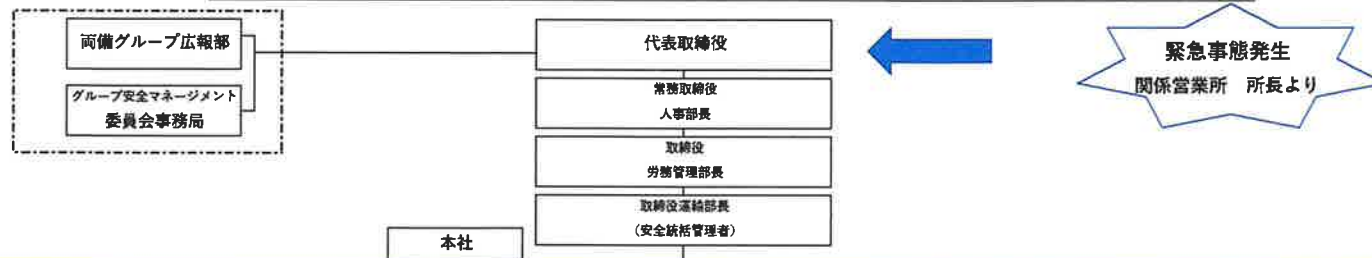 両備グループ広報部
グループ安全マネージメント
委員会事務局
代表取締役
常務取締役
人事部長
取締役
労務管理部長
取締役運輸部長
(安全統括管理者)
本社
緊急事態発生
関係営業所 所長より